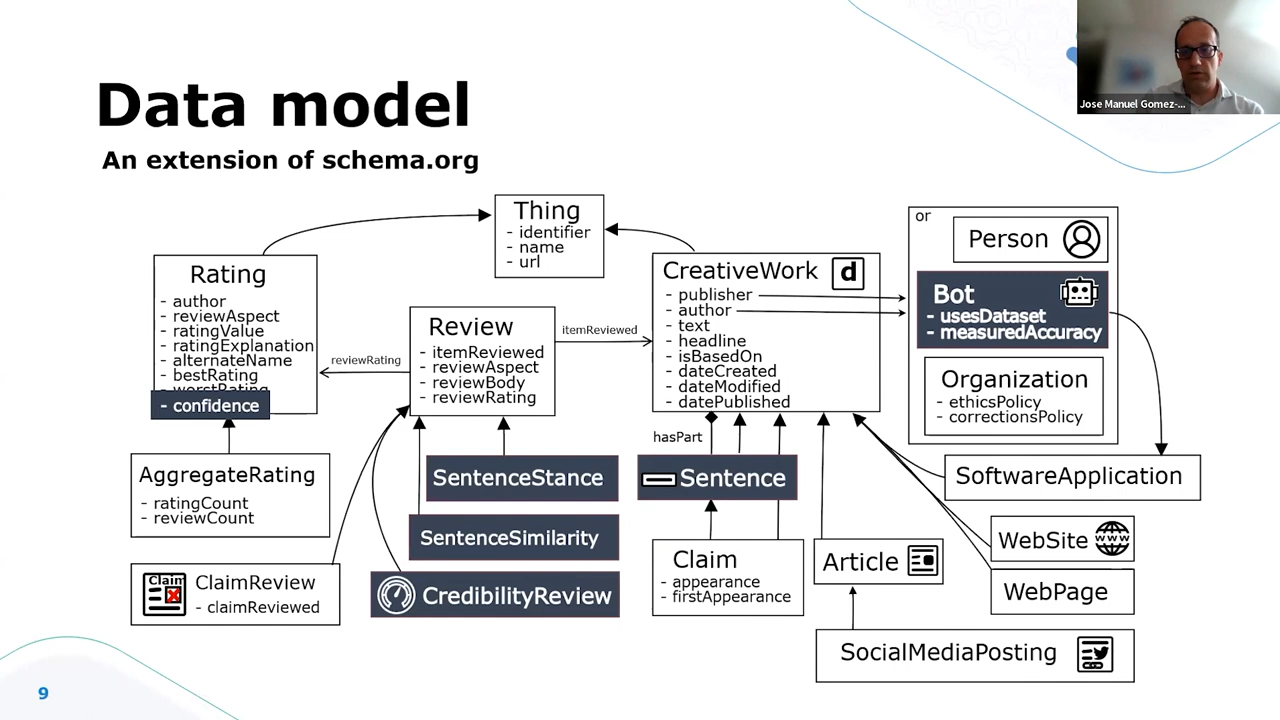 Jose Manuel Gomez-...
Data model
An extension of schema.org
Thing
- identifier
- name
- url
Rating
- author
- reviewAspect
- ratingValue
- ratingExplanation
- alternateName
- bestRating
- worstRating
- confidence
AggregateRating
- ratingCount
- reviewCount
Claim
ClaimReview
- claimReviewed
reviewRating
Review
- itemReviewed
- reviewAspect
- reviewBody
- reviewRating
itemReviewed
SentenceStance
SentenceSimilarity
CredibilityReview
CreativeWork
d
- publisher
- author
- text
- headline
- isBasedOn
- dateCreated
- dateModified
- datePublished
hasPart
Sentence
Claim
- appearance
- firstAppearance
or
Person
Bot
- usesDataset
- measuredAccuracy
Organization
- ethicsPolicy
- correctionsPolicy
SoftwareApplication
WebSite
WWW
WebPage
Article
SocialMediaPosting
9